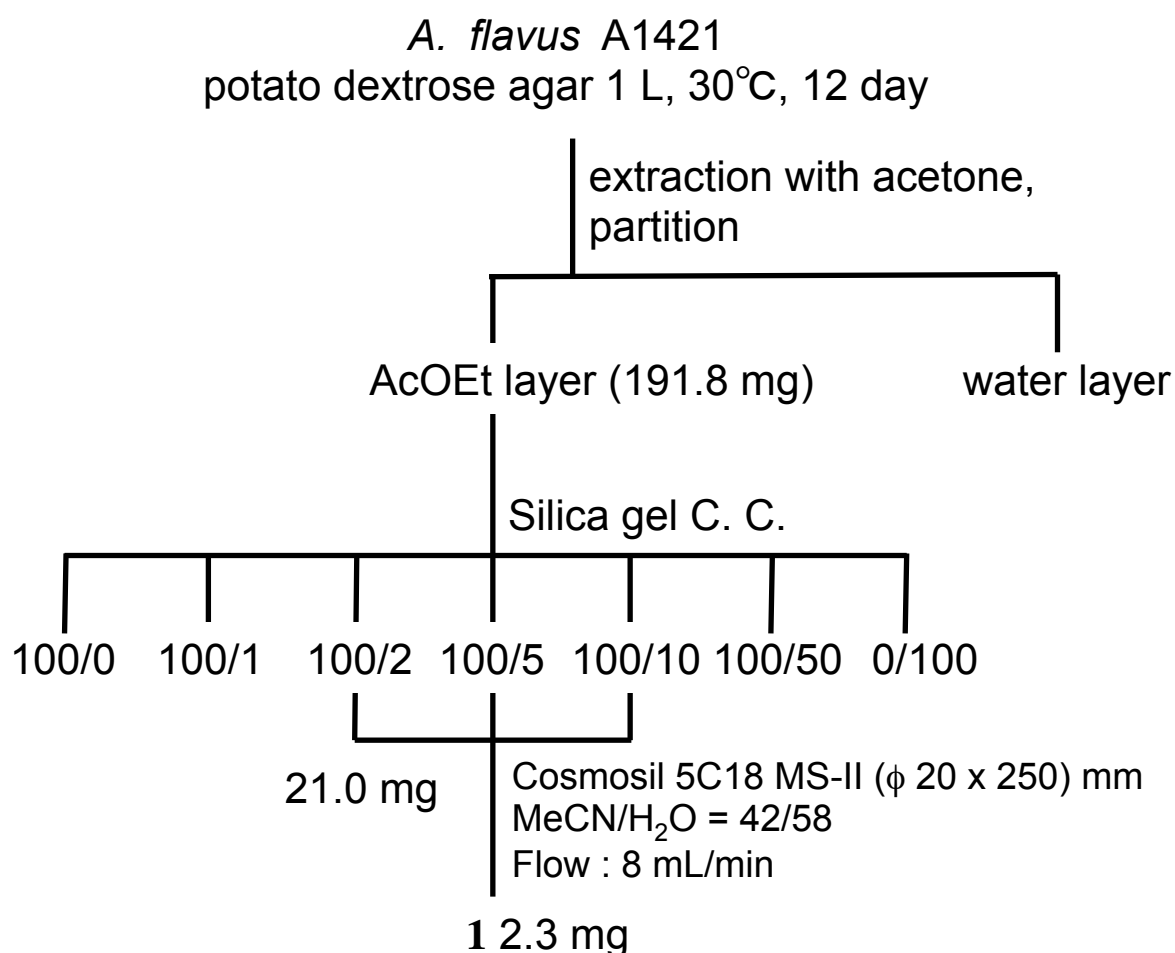 A. flavus A1421
potato dextrose agar 1 L, 30℃, 12 day
extraction with acetone,
partition
AcOEt layer (191.8 mg)
water layer
Silica gel C. C.
100/0 100/1 100/2 100/5 100/10 100/50 0/100
21.0 mg
Cosmosil 5C18 MS-II (ϕ 20 x 250) mm
MeCN/H₂O = 42/58
Flow : 8 mL/min
1 2.3 mg